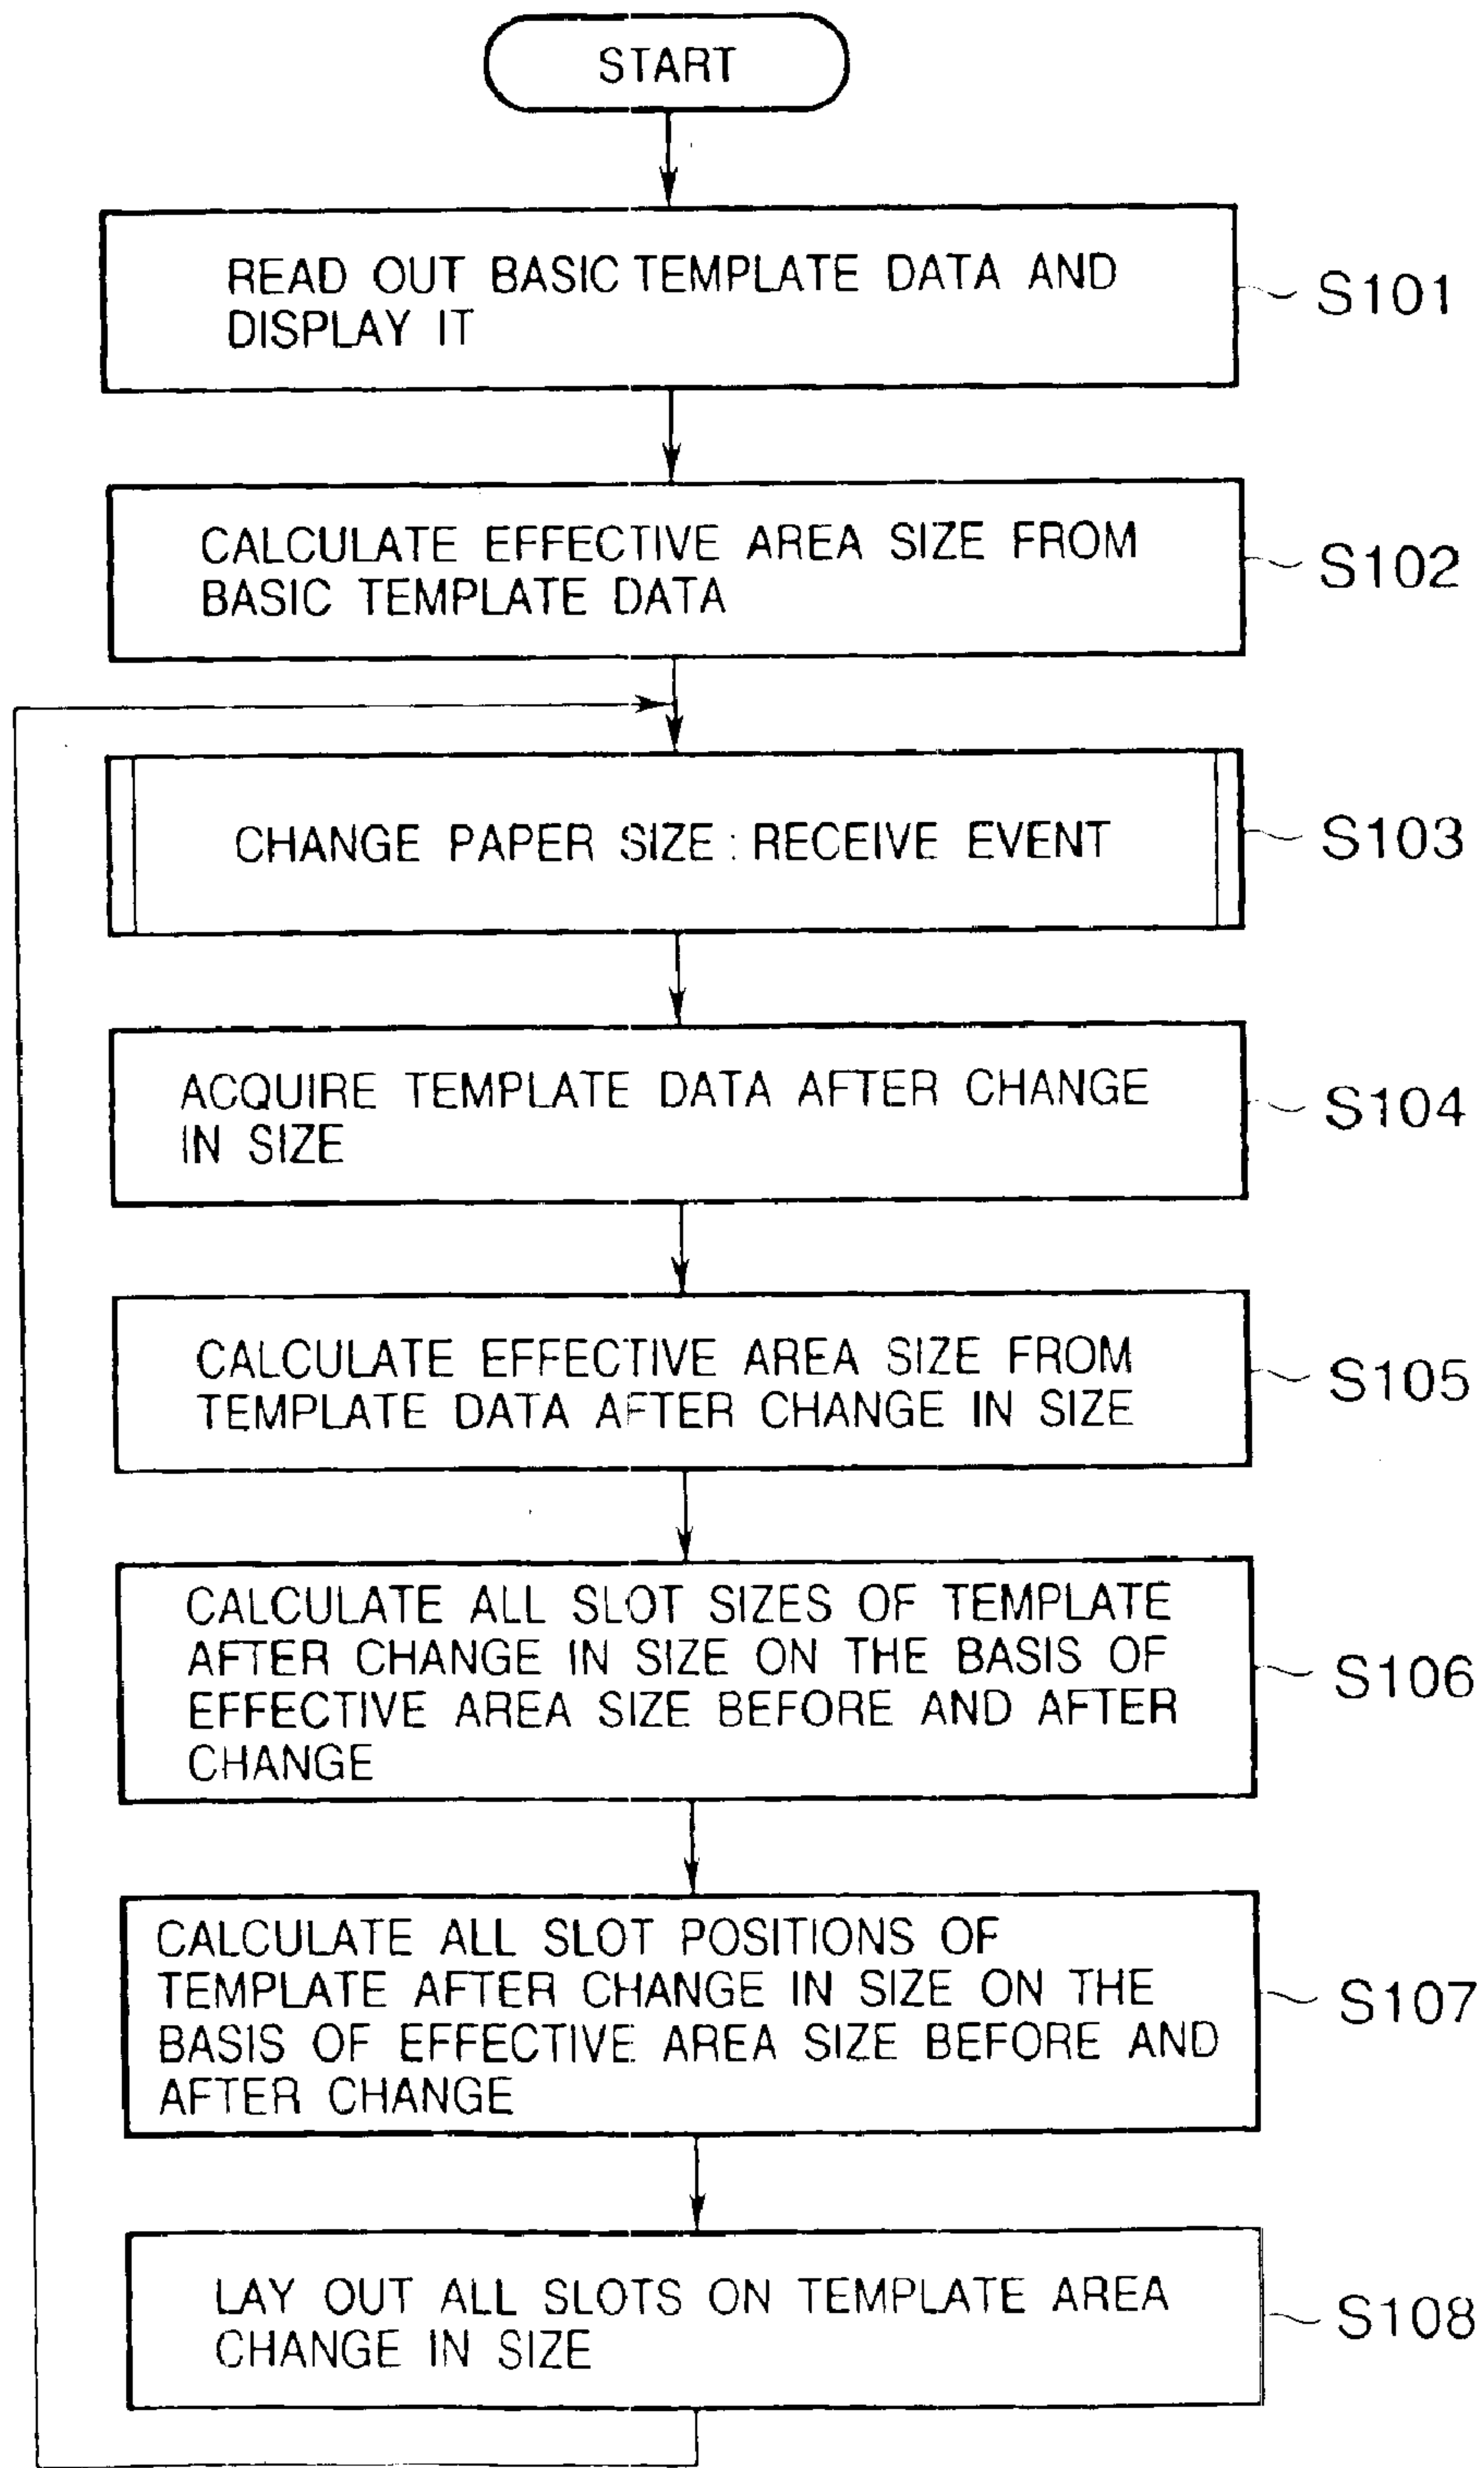 START
READ OUT BASIC TEMPLATE DATA AND
DISPLAY IT
S101
CALCULATE EFFECTIVE AREA SIZE FROM
BASIC TEMPLATE DATA
S102
CHANGE PAPER SIZE : RECEIVE EVENT
S103
ACQUIRE TEMPLATE DATA AFTER CHANGE
IN SIZE
S104
CALCULATE EFFECTIVE AREA SIZE FROM
TEMPLATE DATA AFTER CHANGE IN SIZE
S105
CALCULATE ALL SLOT SIZES OF TEMPLATE
AFTER CHANGE IN SIZE ON THE BASIS OF
EFFECTIVE AREA SIZE BEFORE AND AFTER
CHANGE
S106
CALCULATE ALL SLOT POSITIONS OF
TEMPLATE AFTER CHANGE IN SIZE ON THE
BASIS OF EFFECTIVE AREA SIZE BEFORE AND
AFTER CHANGE
S107
LAY OUT ALL SLOTS ON TEMPLATE AREA
CHANGE IN SIZE
S108